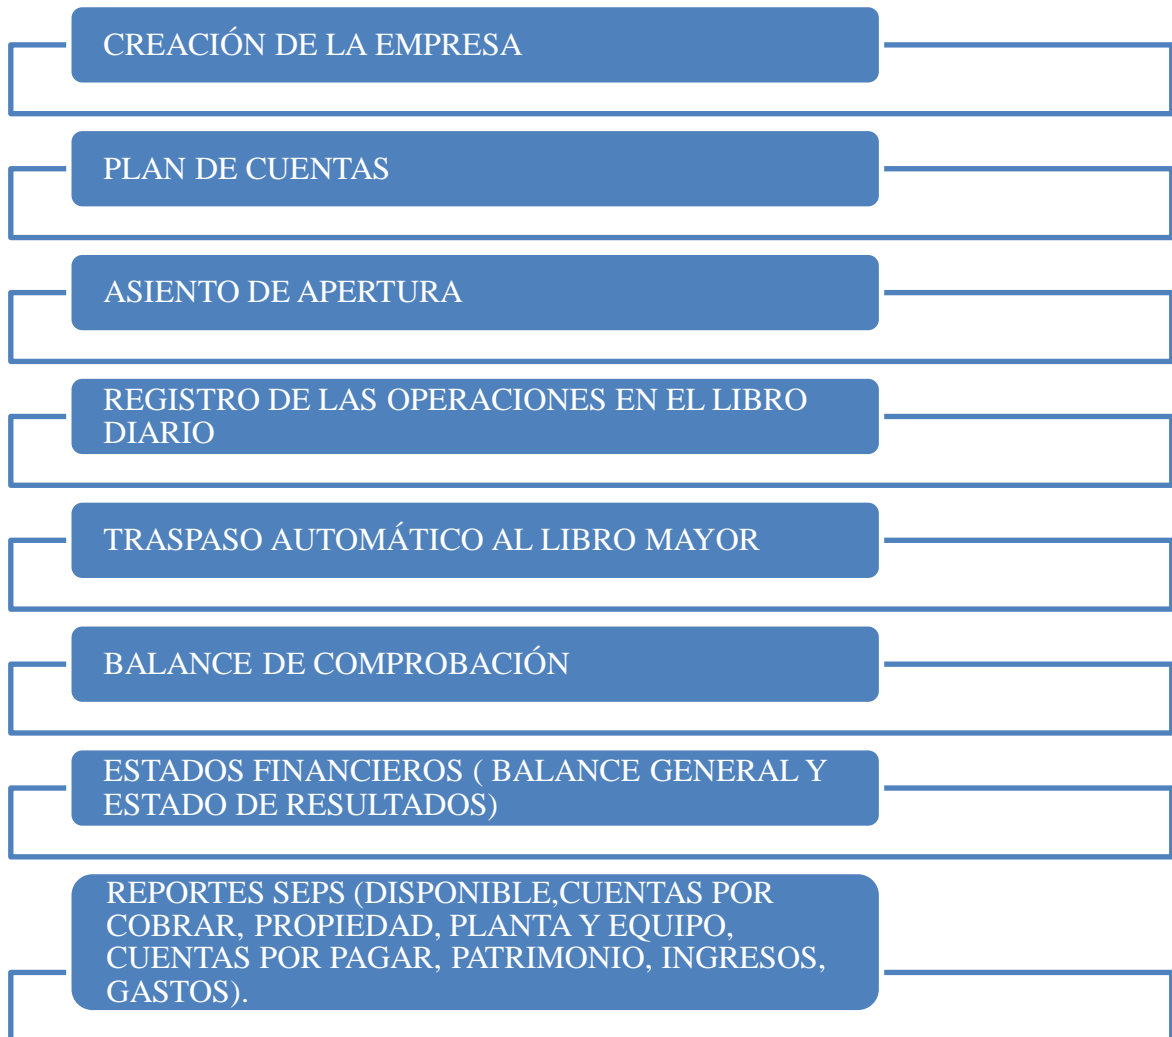 CREACIÓN DE LA EMPRESA
PLAN DE CUENTAS
ASIENTO DE APERTURA
REGISTRO DE LAS OPERACIONES EN EL LIBRO
DIARIO
TRASPASO AUTOMÁTICO AL LIBRO MAYOR
BALANCE DE COMPROBACIÓN
ESTADOS FINANCIEROS ( BALANCE GENERAL Y
ESTADO DE RESULTADOS)
REPORTES SEPS (DISPONIBLE,CUENTAS POR
COBRAR, PROPIEDAD, PLANTA Y EQUIPO,
CUENTAS POR PAGAR, PATRIMONIO, INGRESOS,
GASTOS).